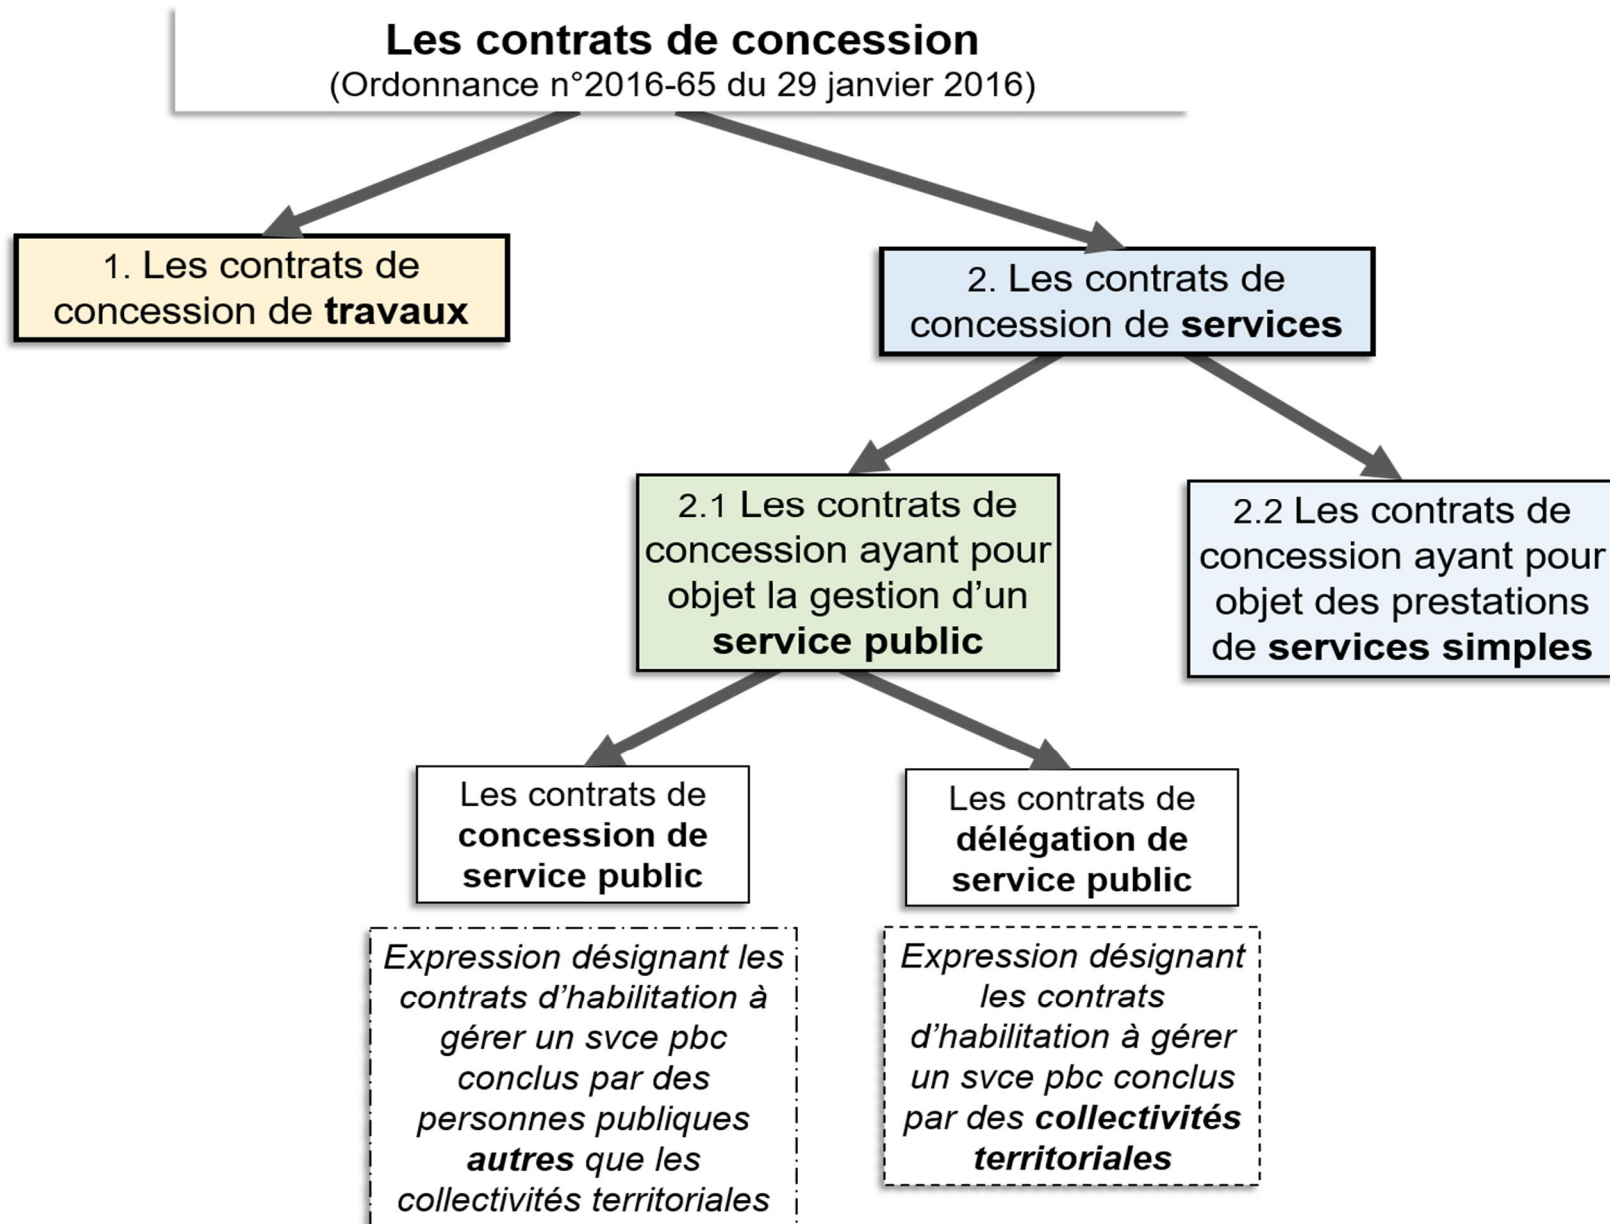 Les contrats de concession
(Ordonnance n°2016-65 du 29 janvier 2016)
1. Les contrats de
concession de travaux
2. Les contrats de
concession de services
2.1 Les contrats de
concession ayant pour
objet la gestion d’un
service public
2.2 Les contrats de
concession ayant pour
objet des prestations
de services simples
Les contrats de
concession de
service public
Les contrats de
délégation de
service public
Expression désignant les
contrats d’habilitation à
gérer un svce pbc
conclus par des
personnes publiques
autres que les
collectivités territoriales
Expression désignant
les contrats
d’habilitation à gérer
un svce pbc conclus
par des collectivités
territoriales